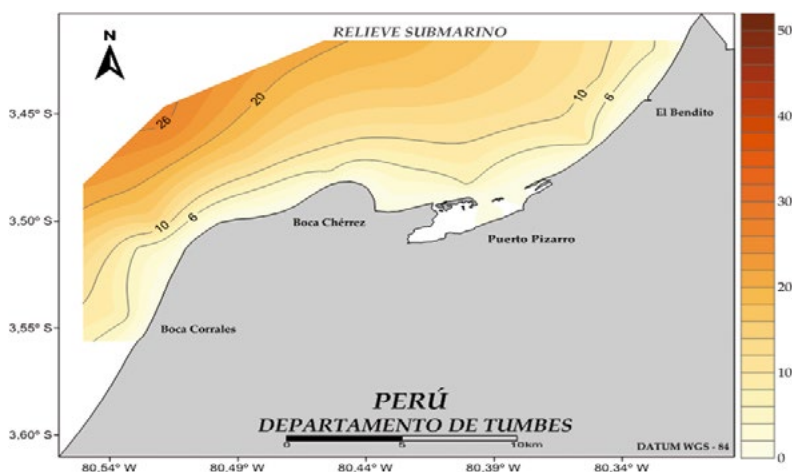 RELIEVE SUBMARINO
N
50
40
30
20
10
0
3.45° S
3.50° S
3.55° S
3.60° S
26
20
10
6
10
6
El Bendito
Boca Chérrez
Puerto Pizarro
Boca Corrales
PERÚ
DEPARTAMENTO DE TUMBES
0 5 10km
DATUM WGS - 84
80.54° W 80.49° W 80.44° W 80.39° W 80.34° W